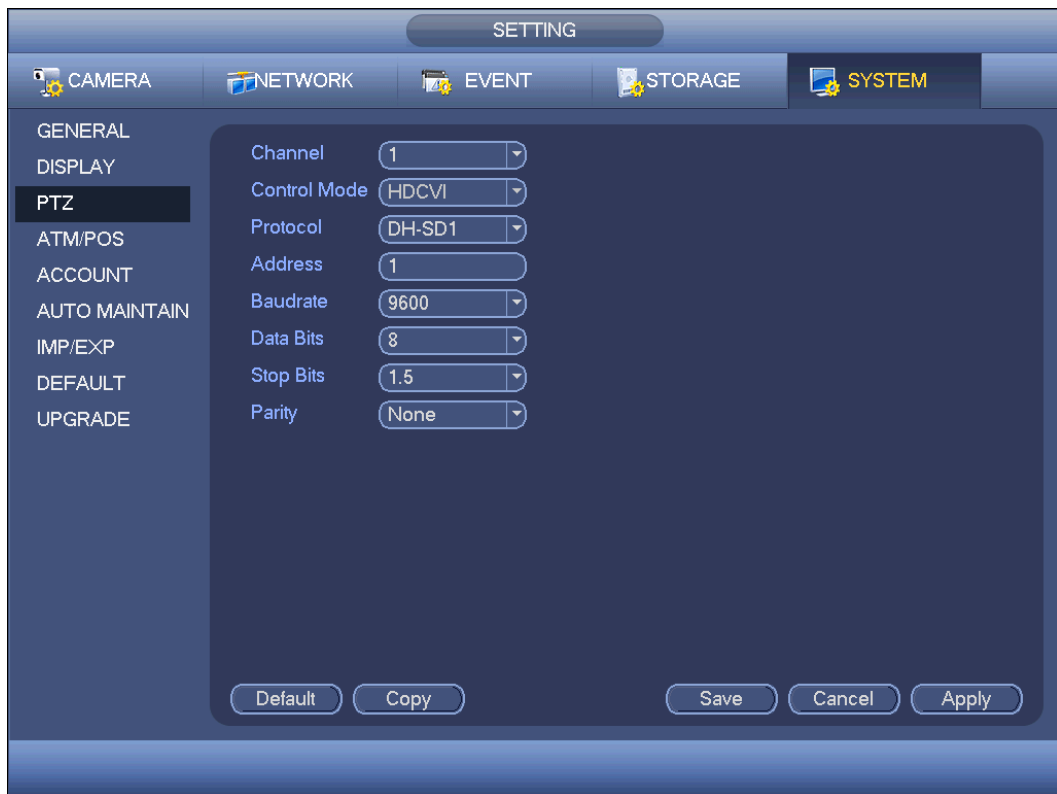 SETTING
CAMERA NETWORK EVENT STORAGE SYSTEM
GENERAL
DISPLAY
PTZ
ATM/POS
ACCOUNT
AUTO MAINTAIN
IMP/EXP
DEFAULT
UPGRADE
Channel 1
Control Mode HDCVI
Protocol DH-SD1
Address 1
Baudrate 9600
Data Bits 8
Stop Bits 1.5
Parity None
Default Copy Save Cancel Apply